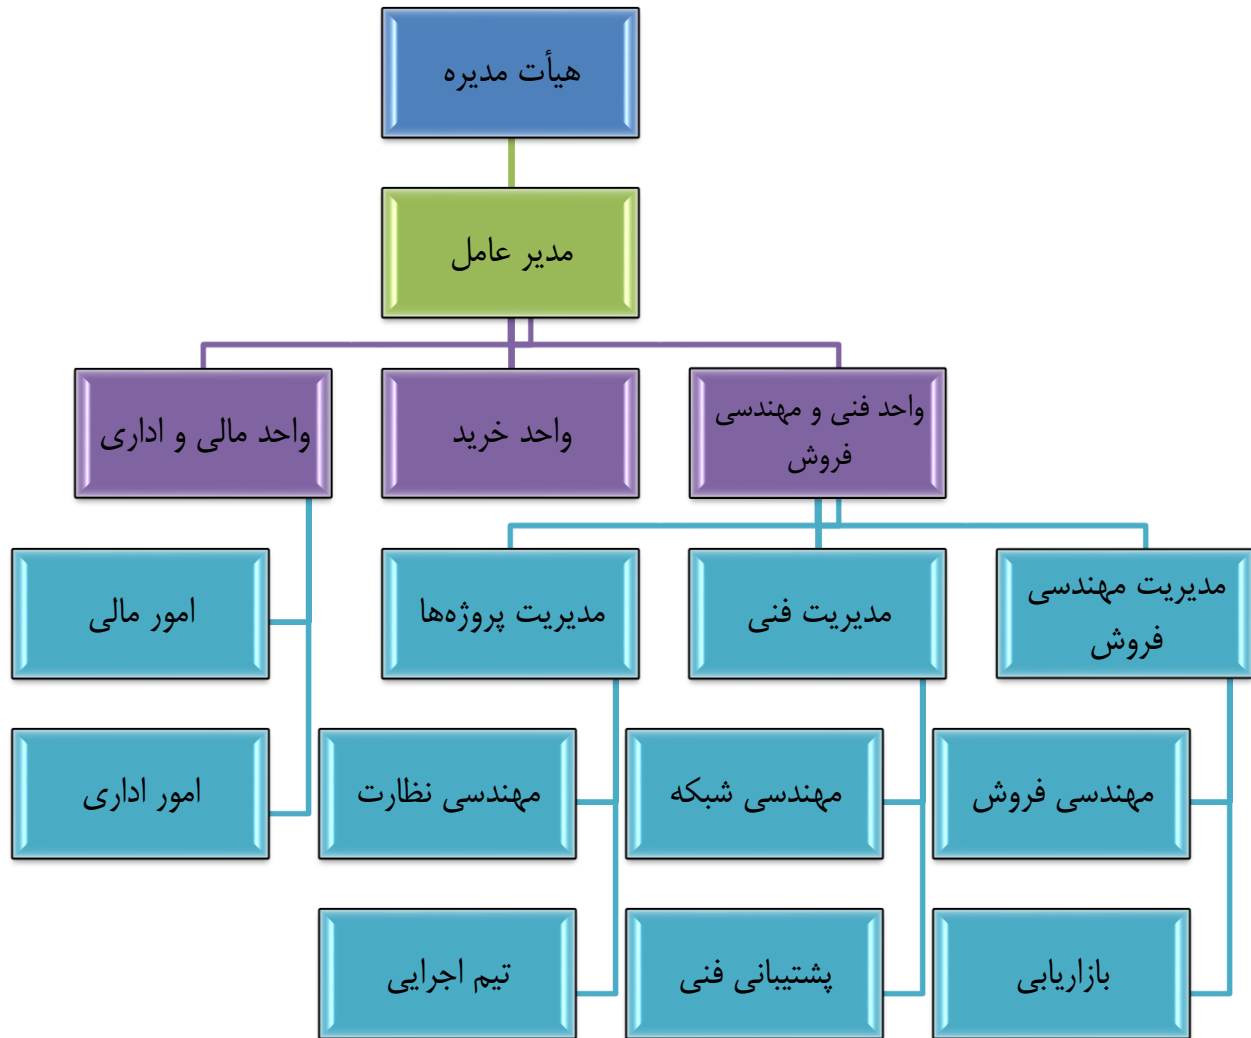 هیأت مدیره
مدیر عامل
واحد فنی و مهندسی
فروش
واحد خرید
واحد مالی و اداری
مدیریت مهندسی
فروش
مدیریت فنی
مدیریت پروژه‌ها
امور مالی
مهندسی فروش
مهندسی شبکه
مهندسی نظارت
امور اداری
بازاریابی
پشتیبانی فنی
تیم اجرایی